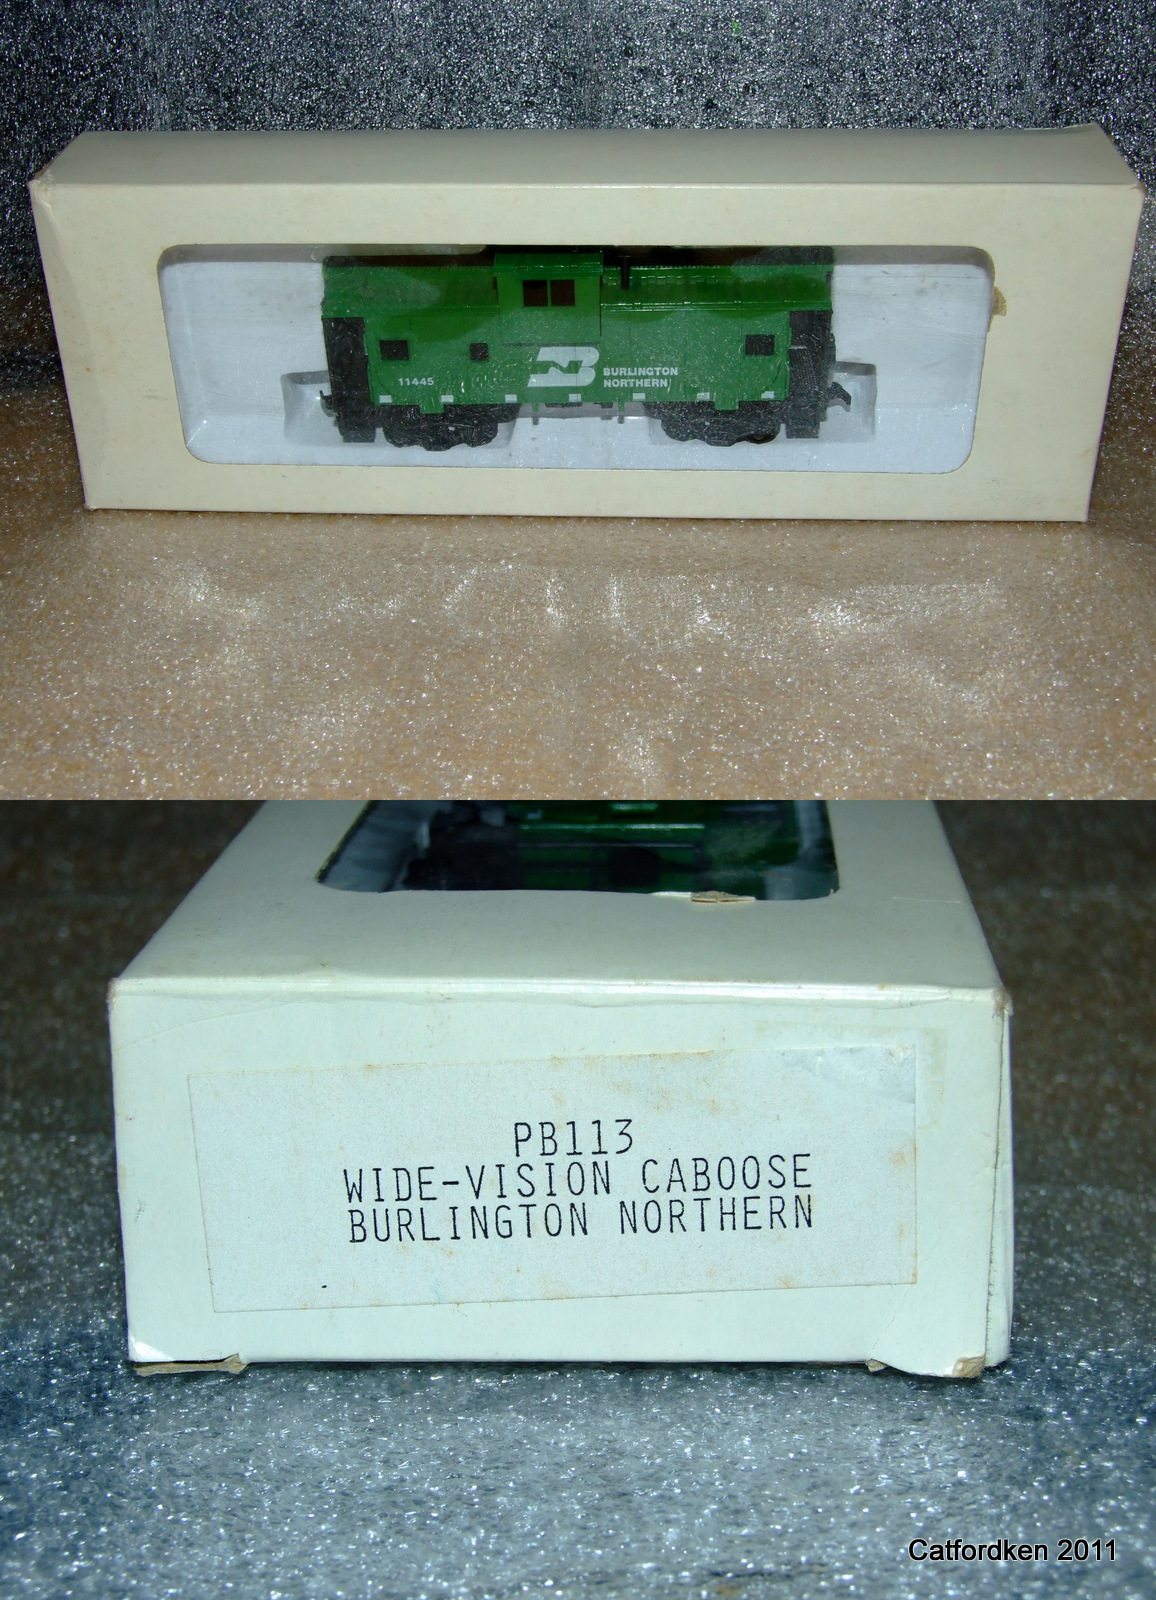 11445
BURLINGTON
NORTHERN
PB113
WIDE-VISION CABOOSE
BURLINGTON NORTHERN
Catfordken 2011